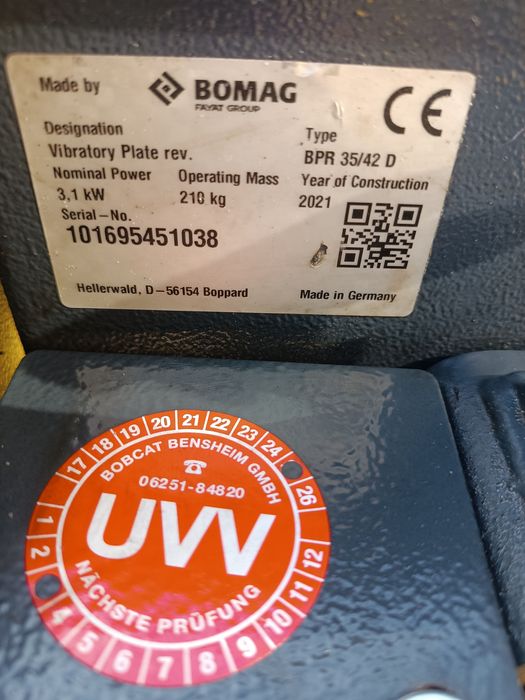 Made by
BOMAG
FAYAT GROUP
CE
Designation
Vibratory Plate rev.
Type
BPR 35/42 D
Nominal Power
3,1 kW
Operating Mass
210 kg
Year of Construction
2021
Serial-No.
101695451038
Hellerwald, D-56154 Boppard
Made in Germany
17 18 19 20 21 22 23 24 26
BOBCAT BENSHEIM GMBH
06251-84820
UVV
NÄCHSTE PRÜFUNG
1 2 4 5 6 7 8 9 10 11 12